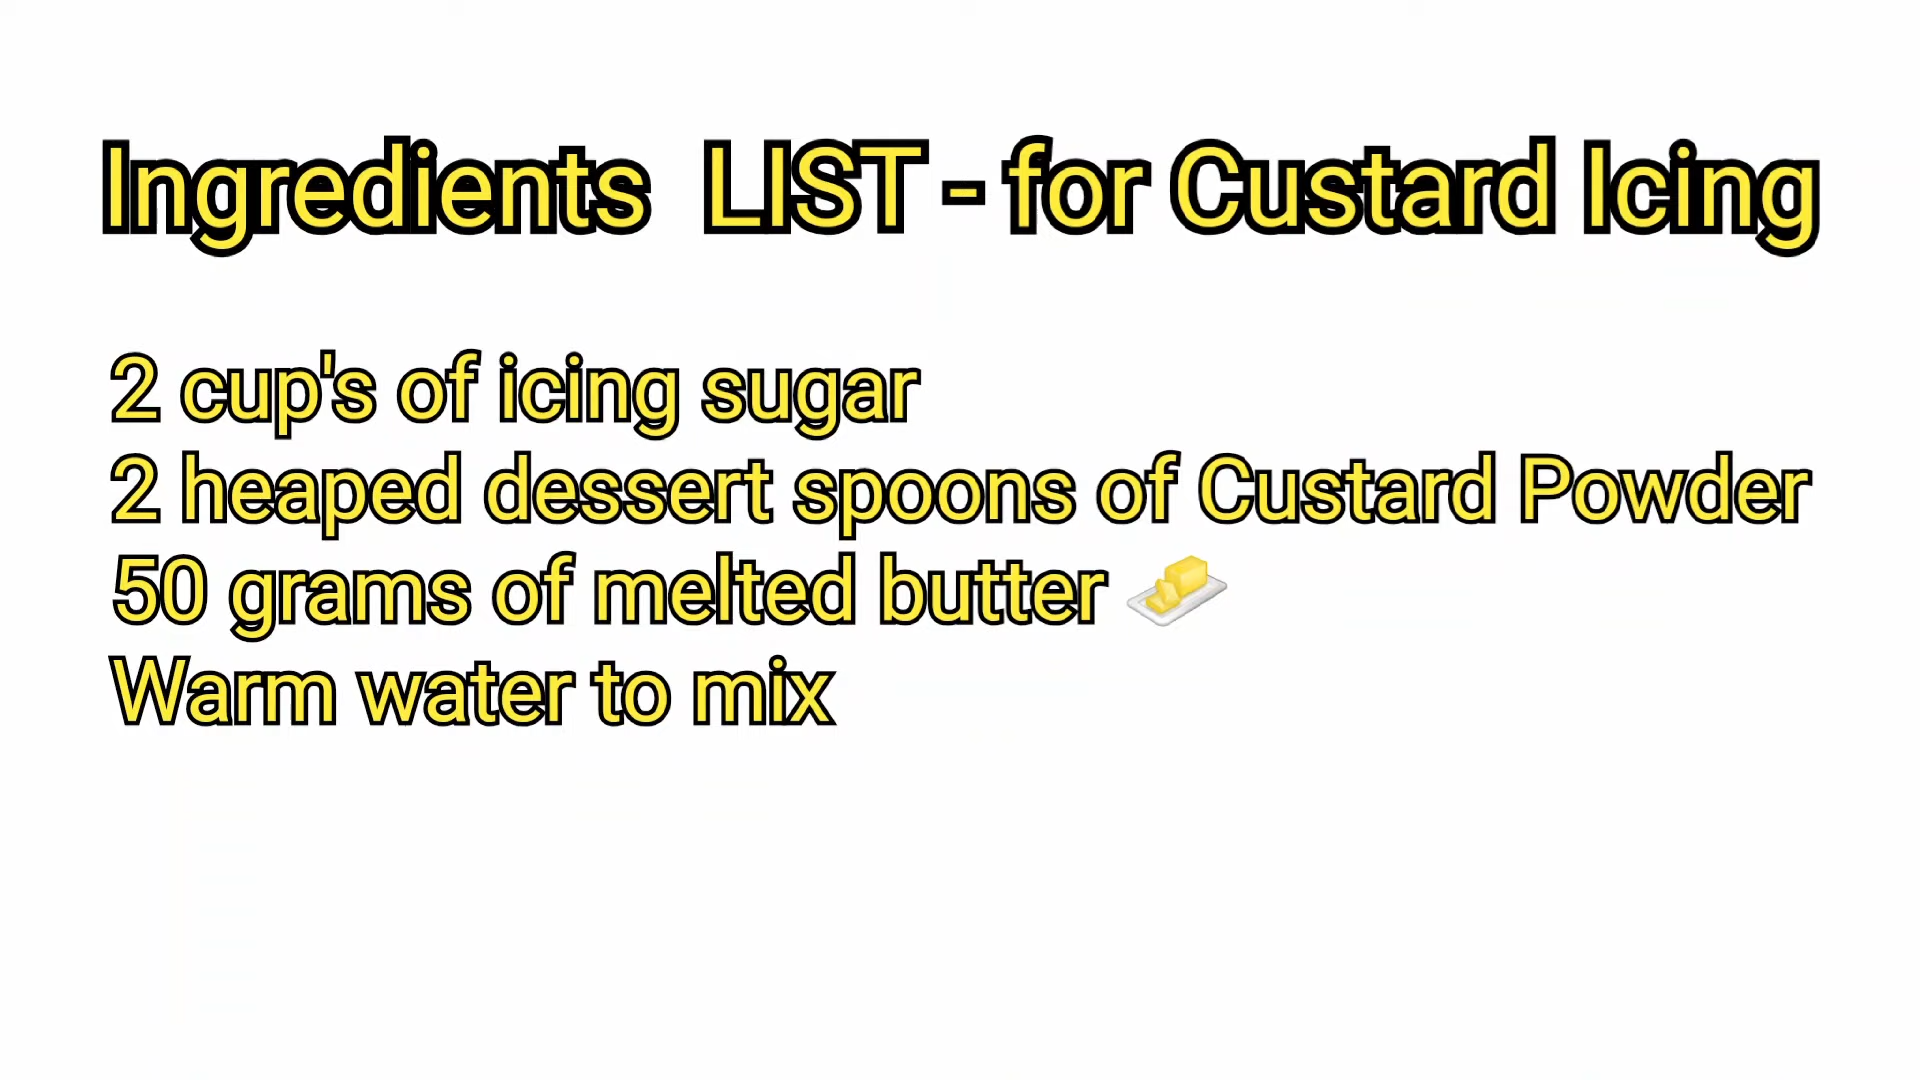 Ingredients  LIST - for Custard Icing
2 cup's of icing sugar
2 heaped dessert spoons of Custard Powder
50 grams of melted butter 🧈
Warm water to mix